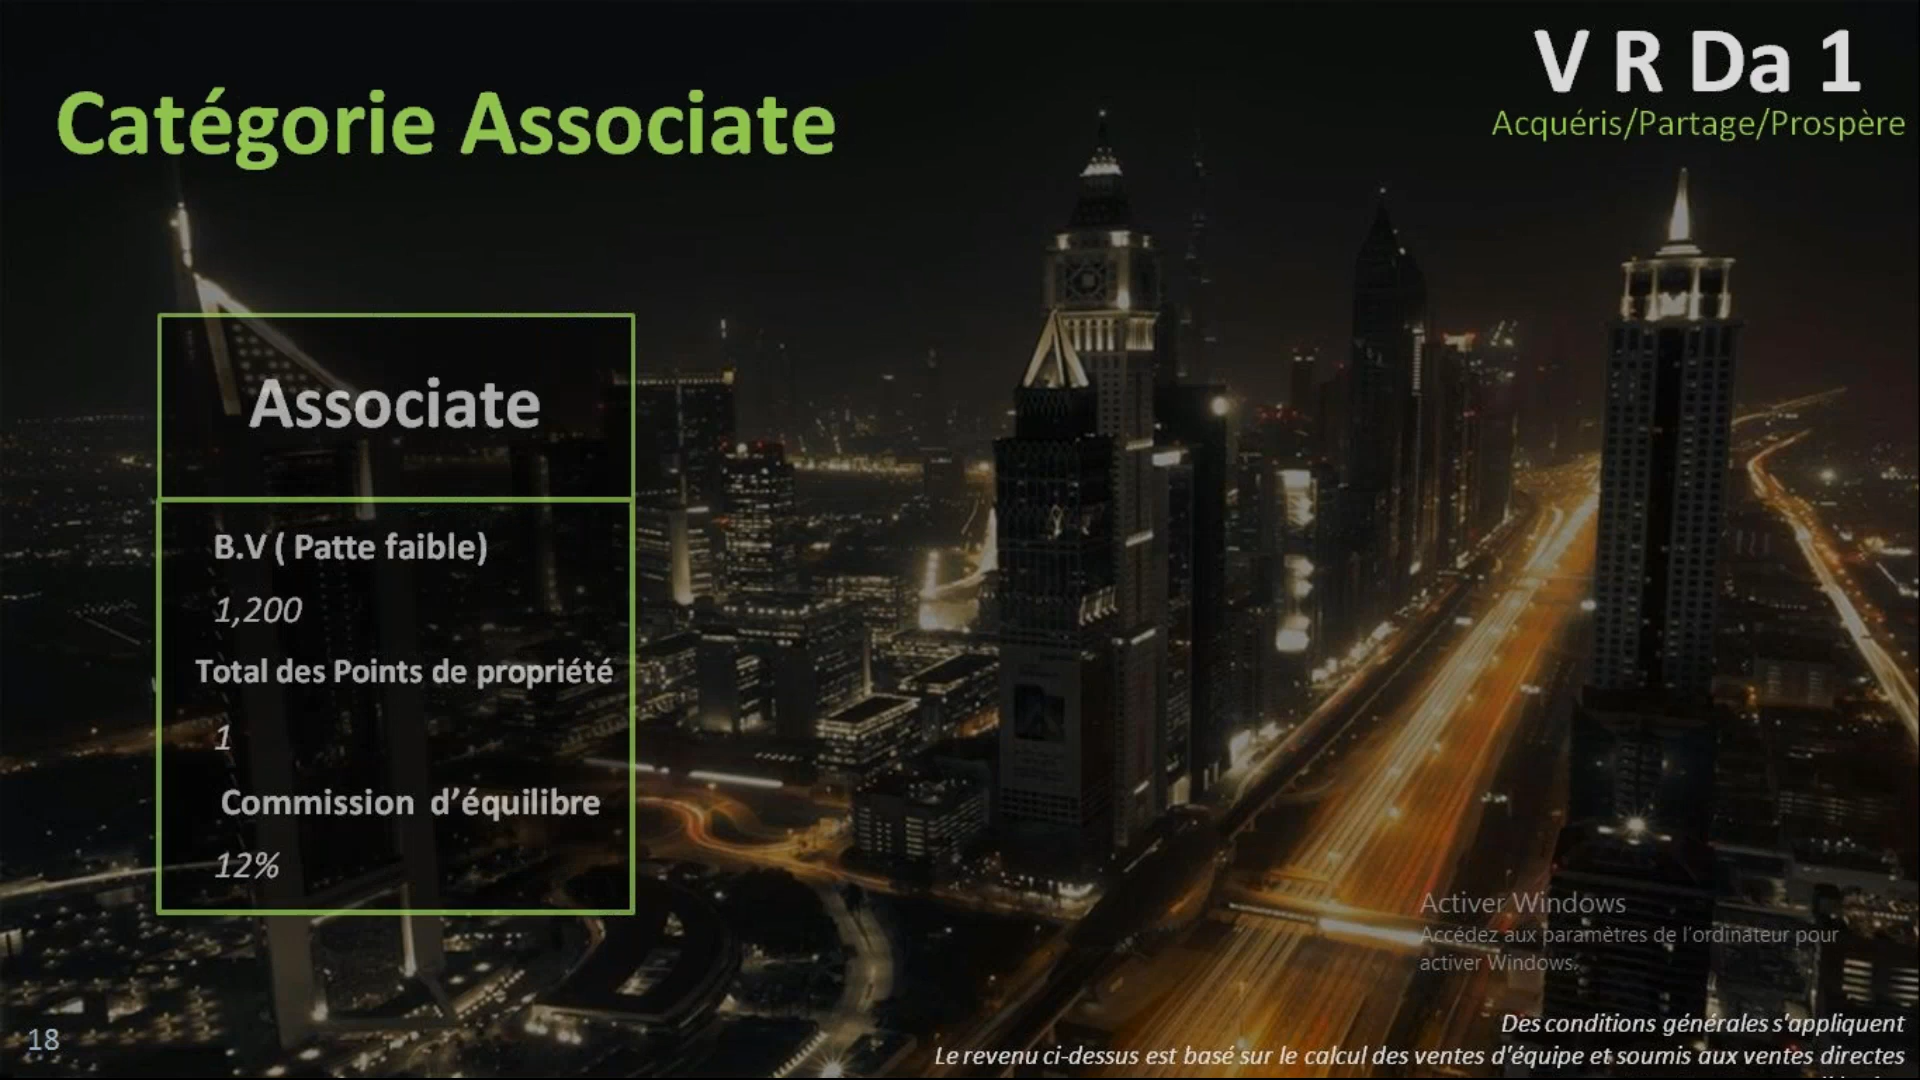 V R Da 1
Acquéris/Partage/Prospère
Catégorie Associate
Associate
B.V ( Patte faible)
1,200
Total des Points de propriété
1
Commission d’équilibre
12%
Activer Windows
Accédez aux paramètres de l'ordinateur pour
activer Windows.
18
Des conditions générales s'appliquent
Le revenu ci-dessus est basé sur le calcul des ventes d'équipe et soumis aux ventes directes